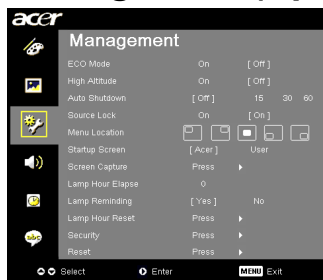 acer
Management
ECO Mode On [ Off ]
High Altitude On [ Off ]
Auto Shutdown [ Off ] 15 30 60
Source Lock On [ On ]
Menu Location
Startup Screen [ Acer ] User
Screen Capture Press
Lamp Hour Elapse 0
Lamp Reminding [ Yes ] No
Lamp Hour Reset Press
Security Press
Reset Press
abc
Select Enter MENU Exit